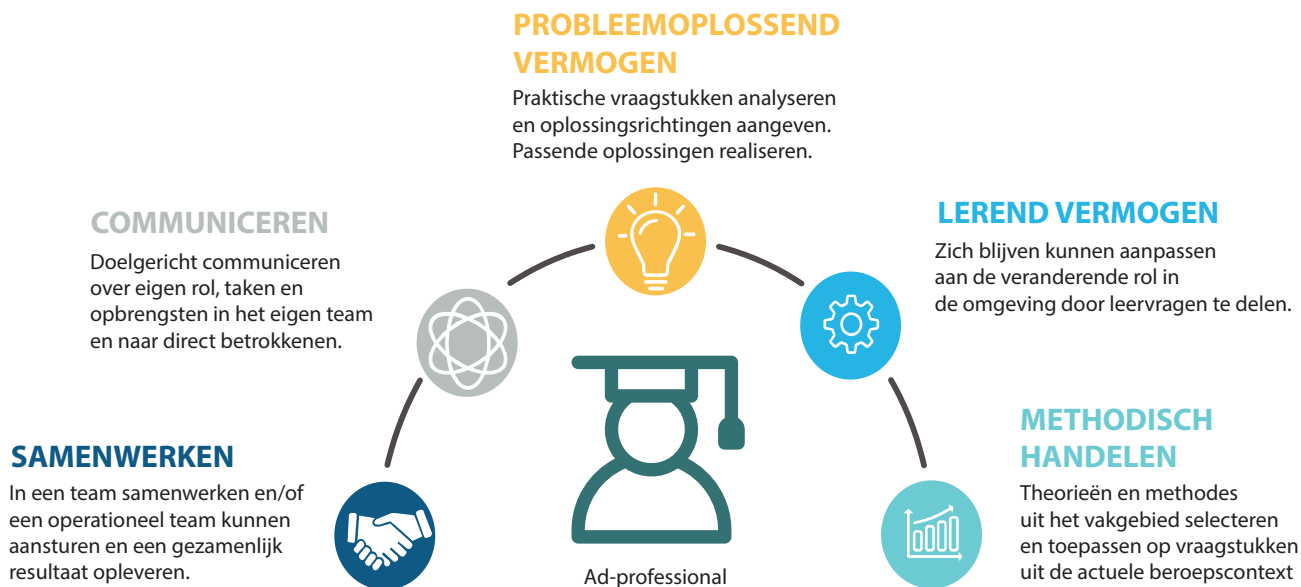 PROBLEEMOPLOSSEND
VERMOGEN
Praktische vraagstukken analyseren
en oplossingsrichtingen aangeven.
Passende oplossingen realiseren.
COMMUNICEREN
Doelgericht communiceren
over eigen rol, taken en
opbrengsten in het eigen team
en naar direct betrokkenen.
LEREND VERMOGEN
Zich blijven kunnen aanpassen
aan de veranderende rol in
de omgeving door leervragen te delen.
SAMENWERKEN
In een team samenwerken en/of
een operationeel team kunnen
aansturen en een gezamenlijk
resultaat opleveren.
METHODISCH
HANDELEN
Theorieën en methodes
uit het vakgebied selecteren
en toepassen op vraagstukken
uit de actuele beroepscontext
Ad-professional